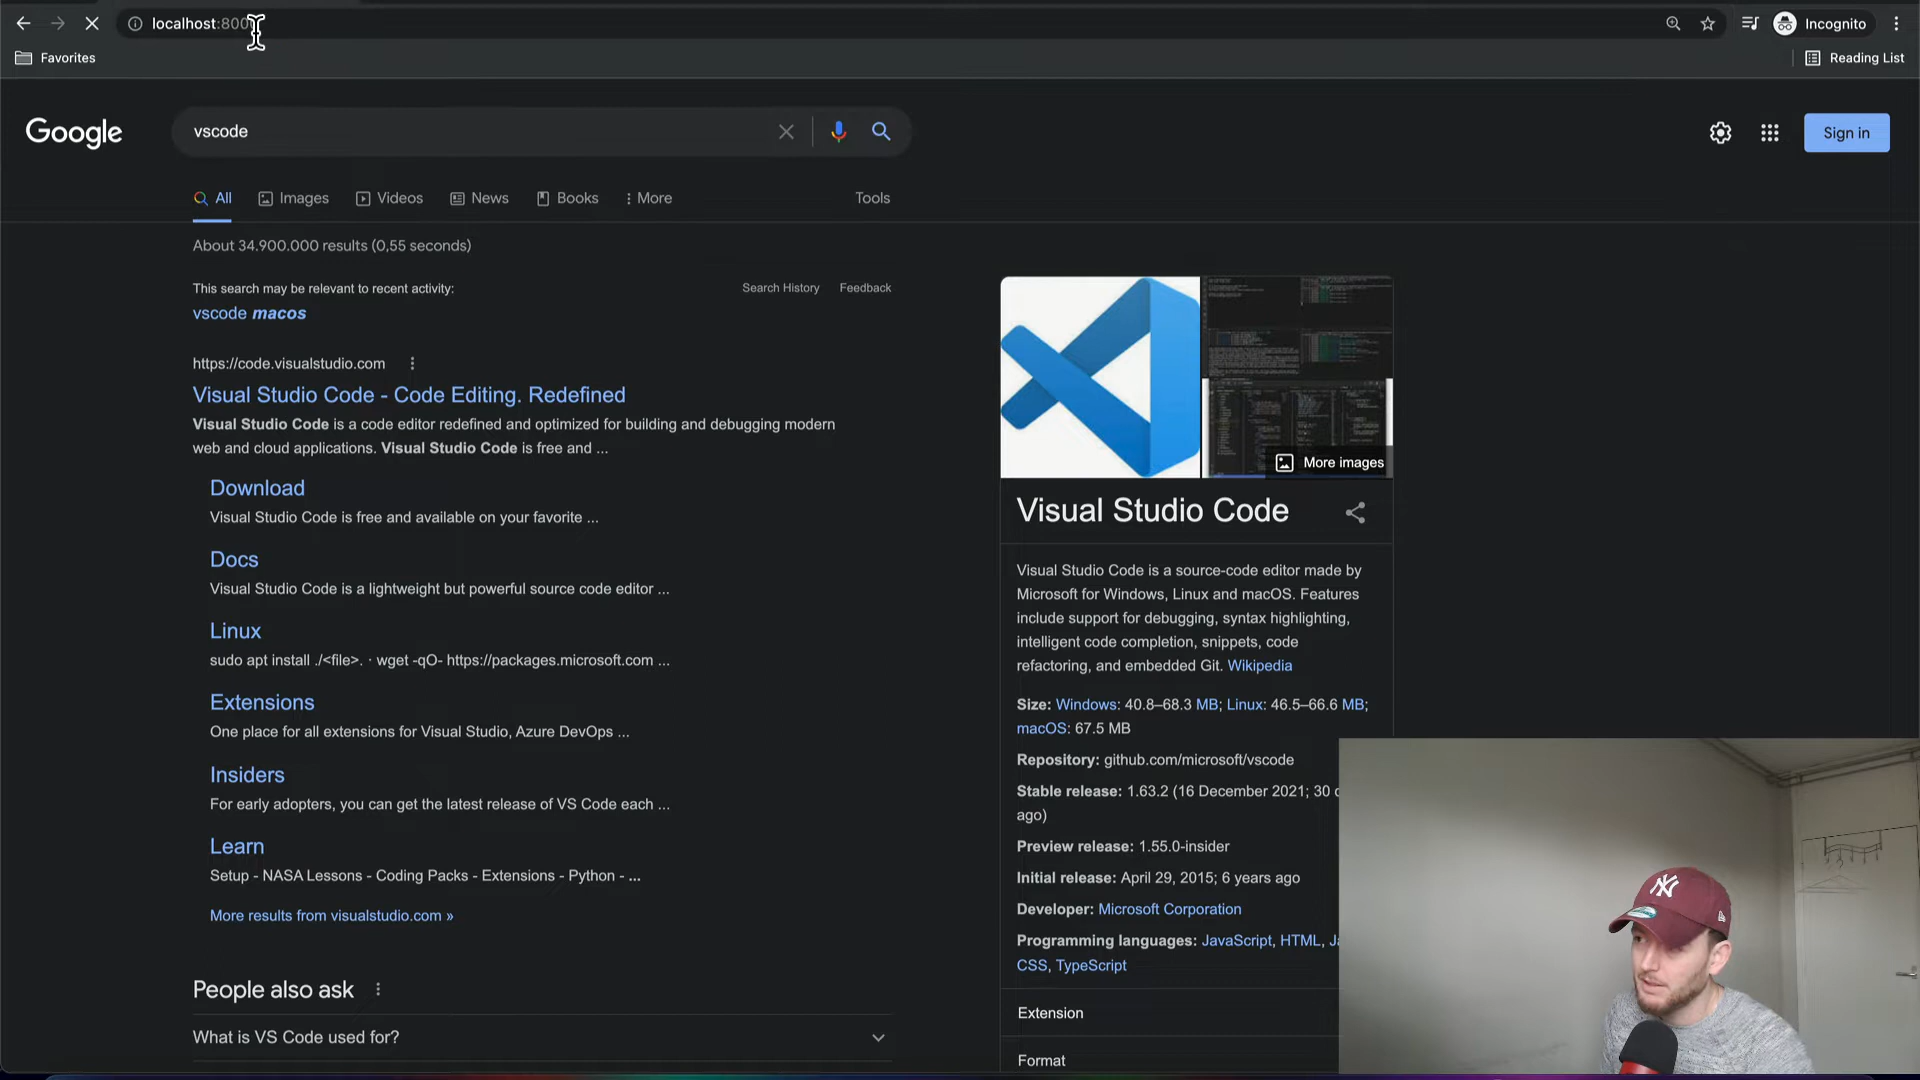 localhost:800
Incognito
Favorites
Reading List
Google
vscode
Sign in
All
Images
Videos
News
Books
More
Tools
About 34.900.000 results (0,55 seconds)
This search may be relevant to recent activity:
Search History
Feedback
vscode macos
https://code.visualstudio.com
Visual Studio Code - Code Editing. Redefined
Visual Studio Code is a code editor redefined and optimized for building and debugging modern
web and cloud applications. Visual Studio Code is free and ...
Download
Visual Studio Code is free and available on your favorite ...
Docs
Visual Studio Code is a lightweight but powerful source code editor ...
Linux
sudo apt install ./<file>. · wget -qO- https://packages.microsoft.com ...
Extensions
One place for all extensions for Visual Studio, Azure DevOps ...
Insiders
For early adopters, you can get the latest release of VS Code each ...
Learn
Setup - NASA Lessons - Coding Packs - Extensions - Python - ...
More results from visualstudio.com »
People also ask
What is VS Code used for?
More images
Visual Studio Code
Visual Studio Code is a source-code editor made by
Microsoft for Windows, Linux and macOS. Features
include support for debugging, syntax highlighting,
intelligent code completion, snippets, code
refactoring, and embedded Git. Wikipedia
Size: Windows: 40.8–68.3 MB; Linux: 46.5–66.6 MB;
macOS: 67.5 MB
Repository: github.com/microsoft/vscode
Stable release: 1.63.2 (16 December 2021; 30
ago)
Preview release: 1.55.0-insider
Initial release: April 29, 2015; 6 years ago
Developer: Microsoft Corporation
Programming languages: JavaScript, HTML,
CSS, TypeScript
Extension
Format
NY